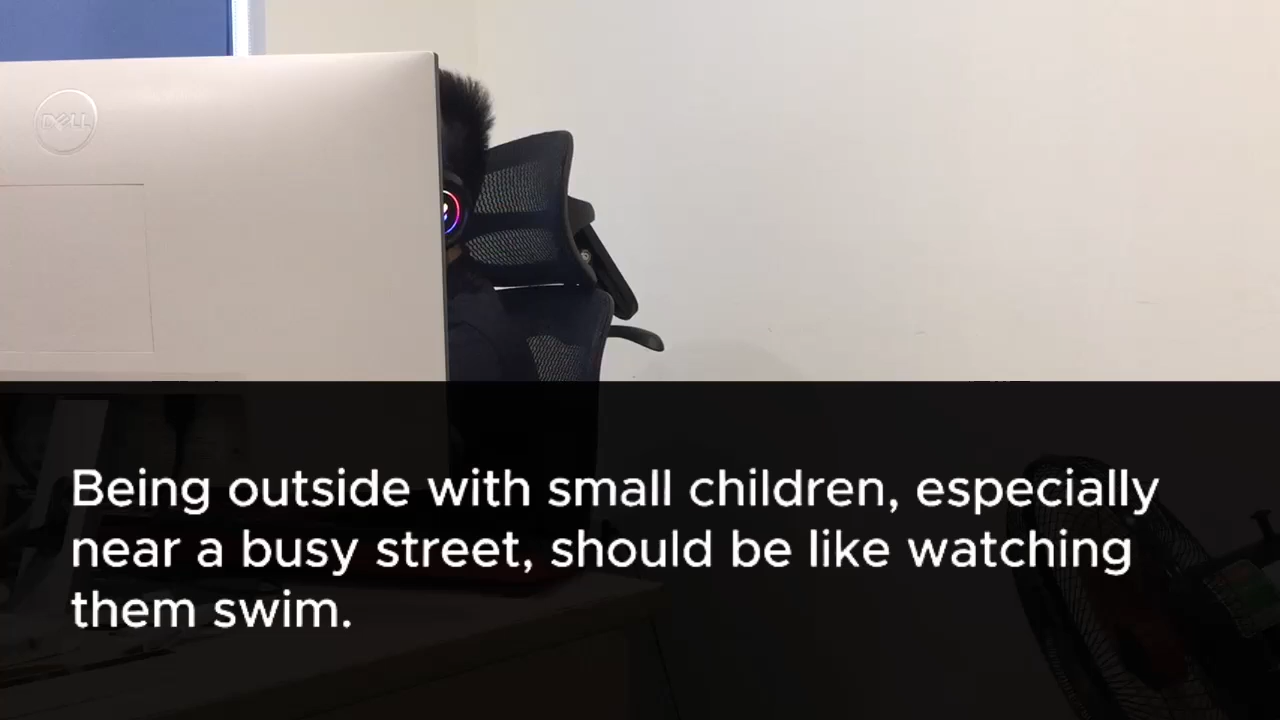 DELL
Being outside with small children, especially
near a busy street, should be like watching
them swim.